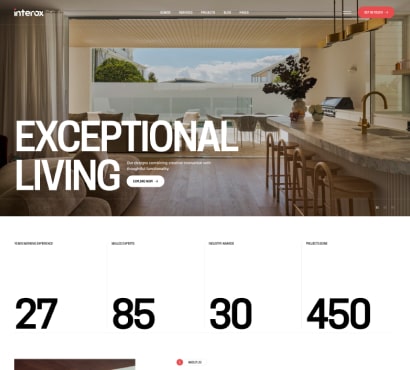 interox
HOME SERVICES PROJECTS BLOG PAGES
GET IN TOUCH
EXCEPTIONAL
LIVING
Our designs combining creative innovation with
thoughtful functionality.
EXPLORE MORE
YEARS WORKING EXPERIENCE
SKILLED EXPERTS
INDUSTRY AWARDS
PROJECTS DONE
27
85
30
450
ABOUT US